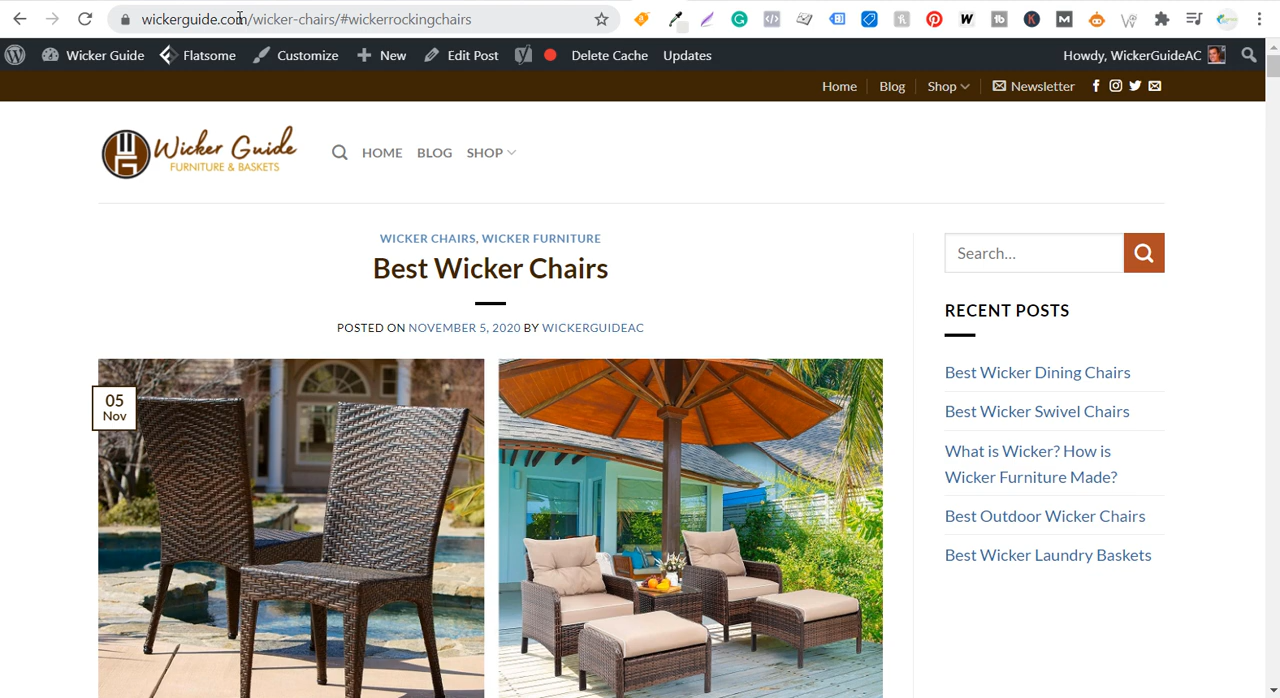 wickerguide.com/wicker-chairs/#wickerrockingchairs
Wicker Guide Flatsome Customize New Edit Post Delete Cache Updates Howdy, WickerGuideAC
Home Blog Shop Newsletter
Wicker Guide
FURNITURE & BASKETS
HOME BLOG SHOP
WICKER CHAIRS, WICKER FURNITURE
Best Wicker Chairs
POSTED ON NOVEMBER 5, 2020 BY WICKERGUIDEAC
05
Nov
Search...
RECENT POSTS
Best Wicker Dining Chairs
Best Wicker Swivel Chairs
What is Wicker? How is
Wicker Furniture Made?
Best Outdoor Wicker Chairs
Best Wicker Laundry Baskets